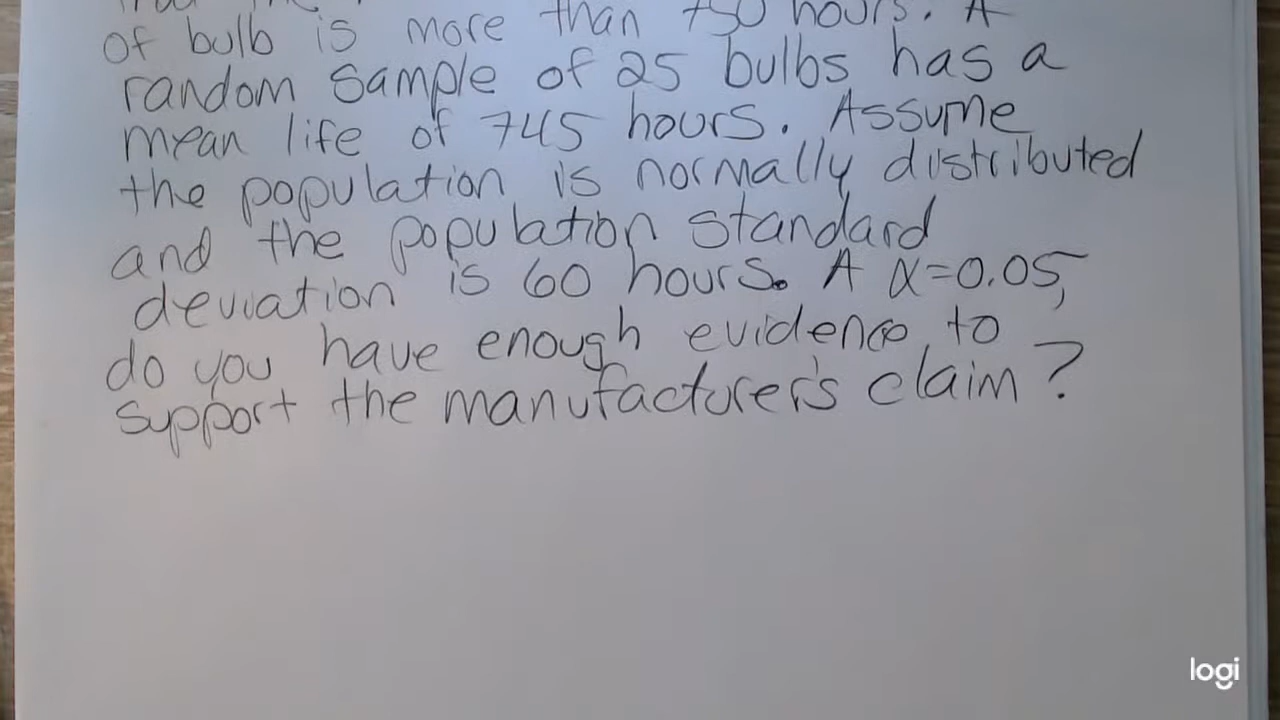 of bulb is more than 750 hours. A
random sample of 25 bulbs has a
mean life of 745 hours. Assume
the population is normally distributed
and the population standard
deviation is 60 hours. A α=0.05,
do you have enough evidence to
support the manufacturer's claim?
logi